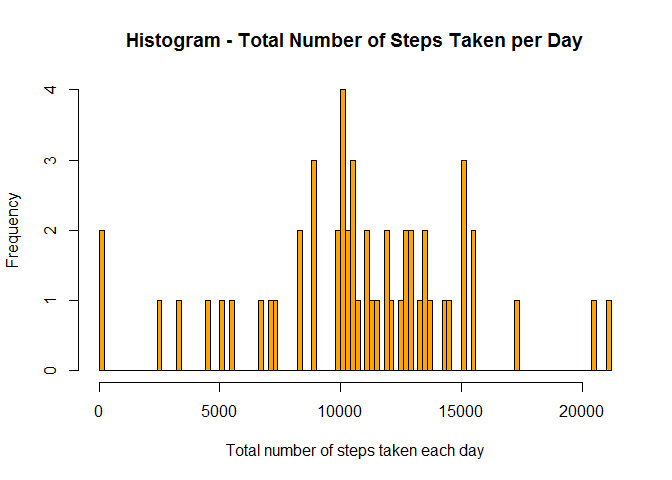 Histogram - Total Number of Steps Taken per Day
Frequency
4
3
2
1
0
0 5000 10000 15000 20000
Total number of steps taken each day